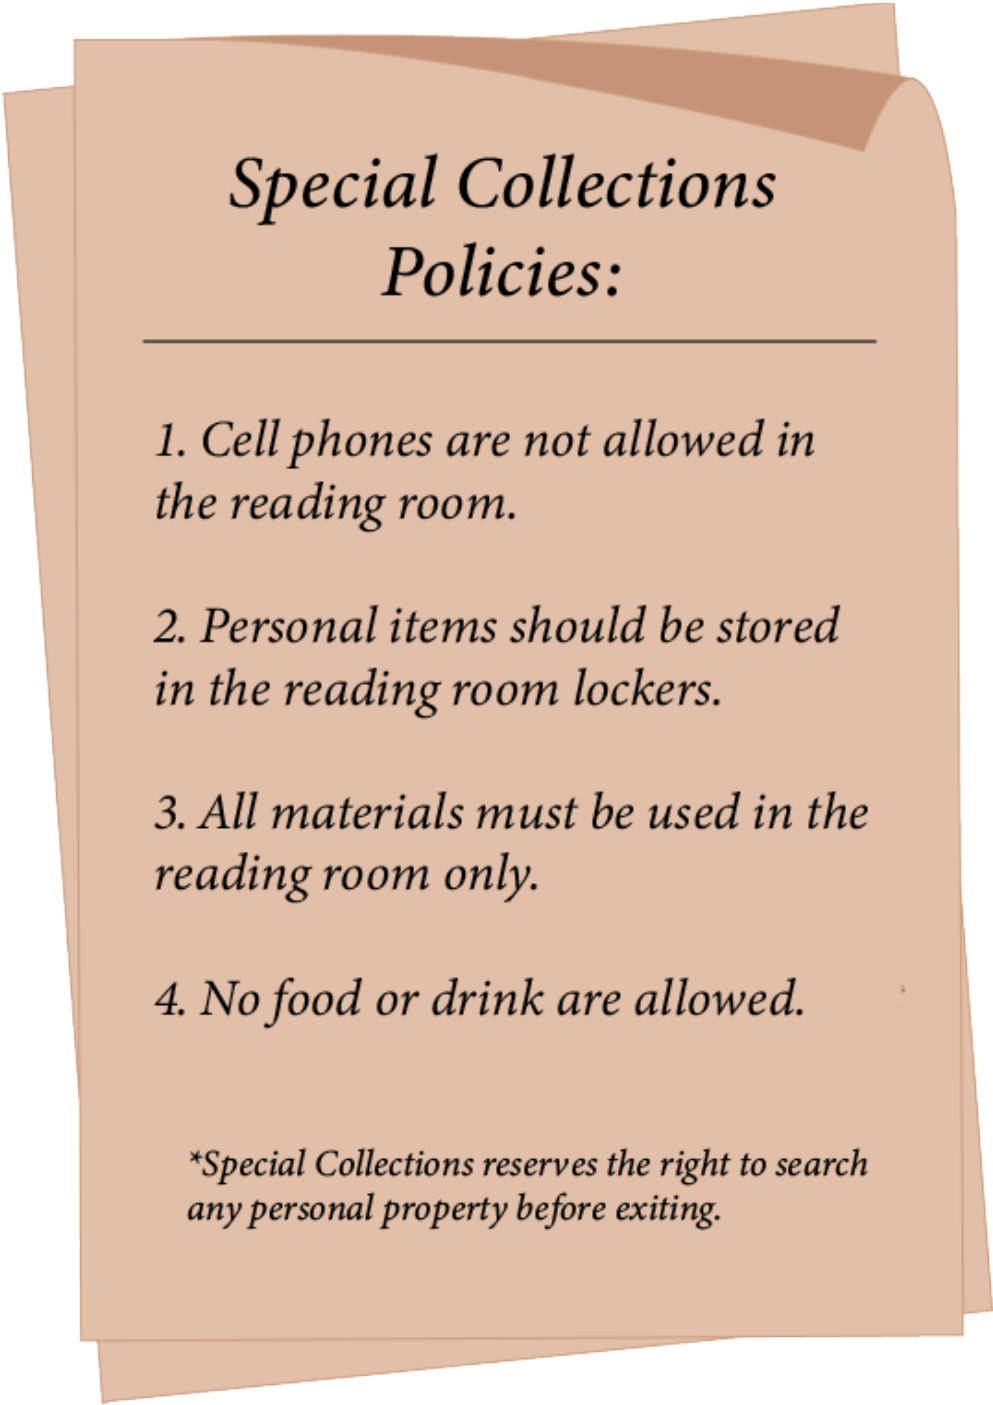 Special Collections
Policies:
1. Cell phones are not allowed in
the reading room.
2. Personal items should be stored
in the reading room lockers.
3. All materials must be used in the
reading room only.
4. No food or drink are allowed.
*Special Collections reserves the right to search
any personal property before exiting.